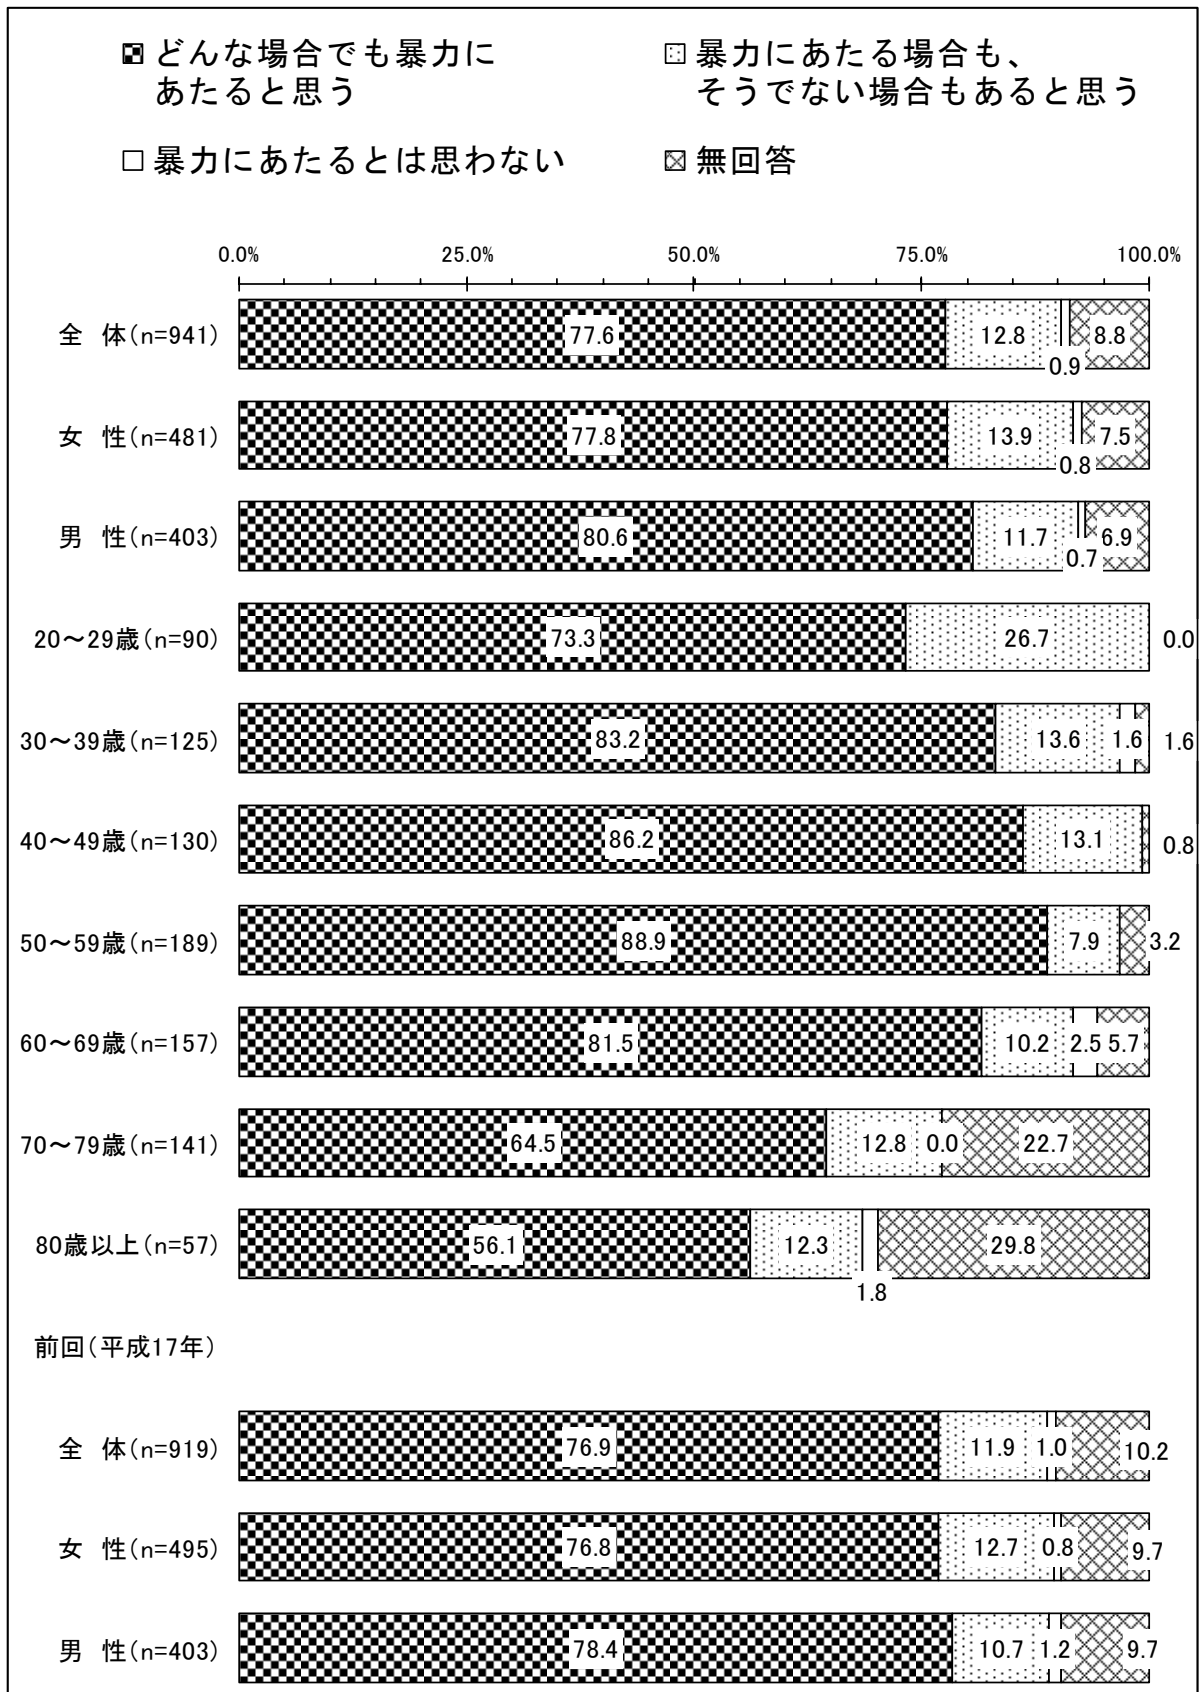 どんな場合でも暴力に
あたると思う
暴力にあたる場合も、
そうでない場合もあると思う
暴力にあたるとは思わない
無回答
0.0% 25.0% 50.0% 75.0% 100.0%
全 体(n=941) 77.6 12.8 0.9 8.8
女 性(n=481) 77.8 13.9 0.8 7.5
男 性(n=403) 80.6 11.7 0.7 6.9
20～29歳(n=90) 73.3 26.7 0.0
30～39歳(n=125) 83.2 13.6 1.6 1.6
40～49歳(n=130) 86.2 13.1 0.8
50～59歳(n=189) 88.9 7.9 3.2
60～69歳(n=157) 81.5 10.2 2.5 5.7
70～79歳(n=141) 64.5 12.8 0.0 22.7
80歳以上(n=57) 56.1 12.3 1.8 29.8
前回(平成17年)
全 体(n=919) 76.9 11.9 1.0 10.2
女 性(n=495) 76.8 12.7 0.8 9.7
男 性(n=403) 78.4 10.7 1.2 9.7